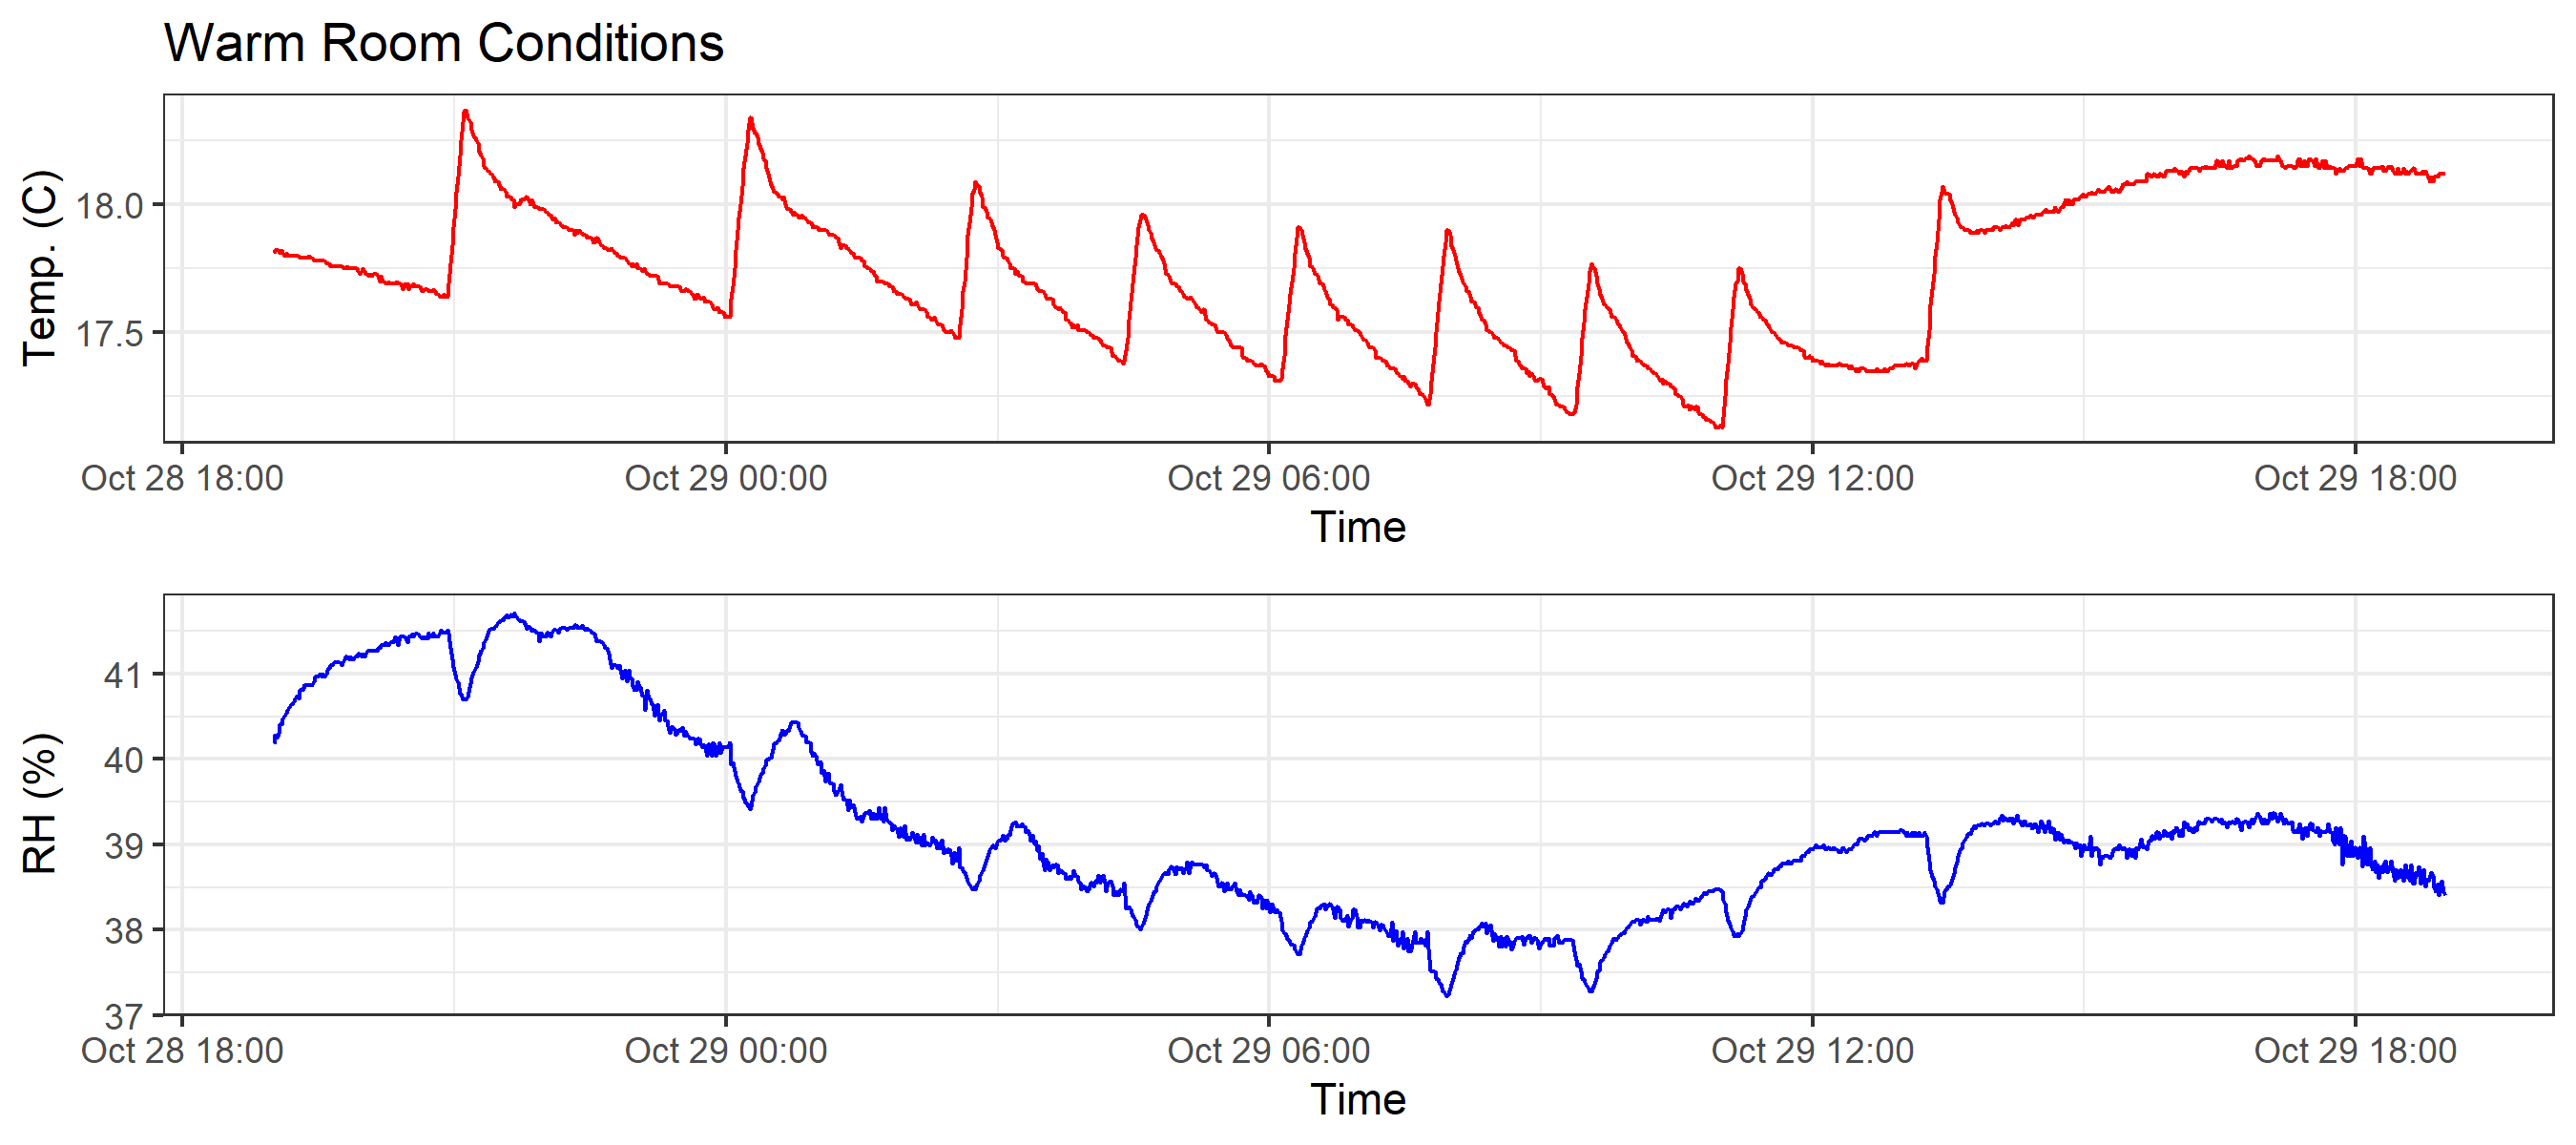 Warm Room Conditions
Temp. (C)
18.0
17.5
Oct 28 18:00 Oct 29 00:00 Oct 29 06:00 Oct 29 12:00 Oct 29 18:00
Time
RH (%)
41
40
39
38
37
Oct 28 18:00 Oct 29 00:00 Oct 29 06:00 Oct 29 12:00 Oct 29 18:00
Time